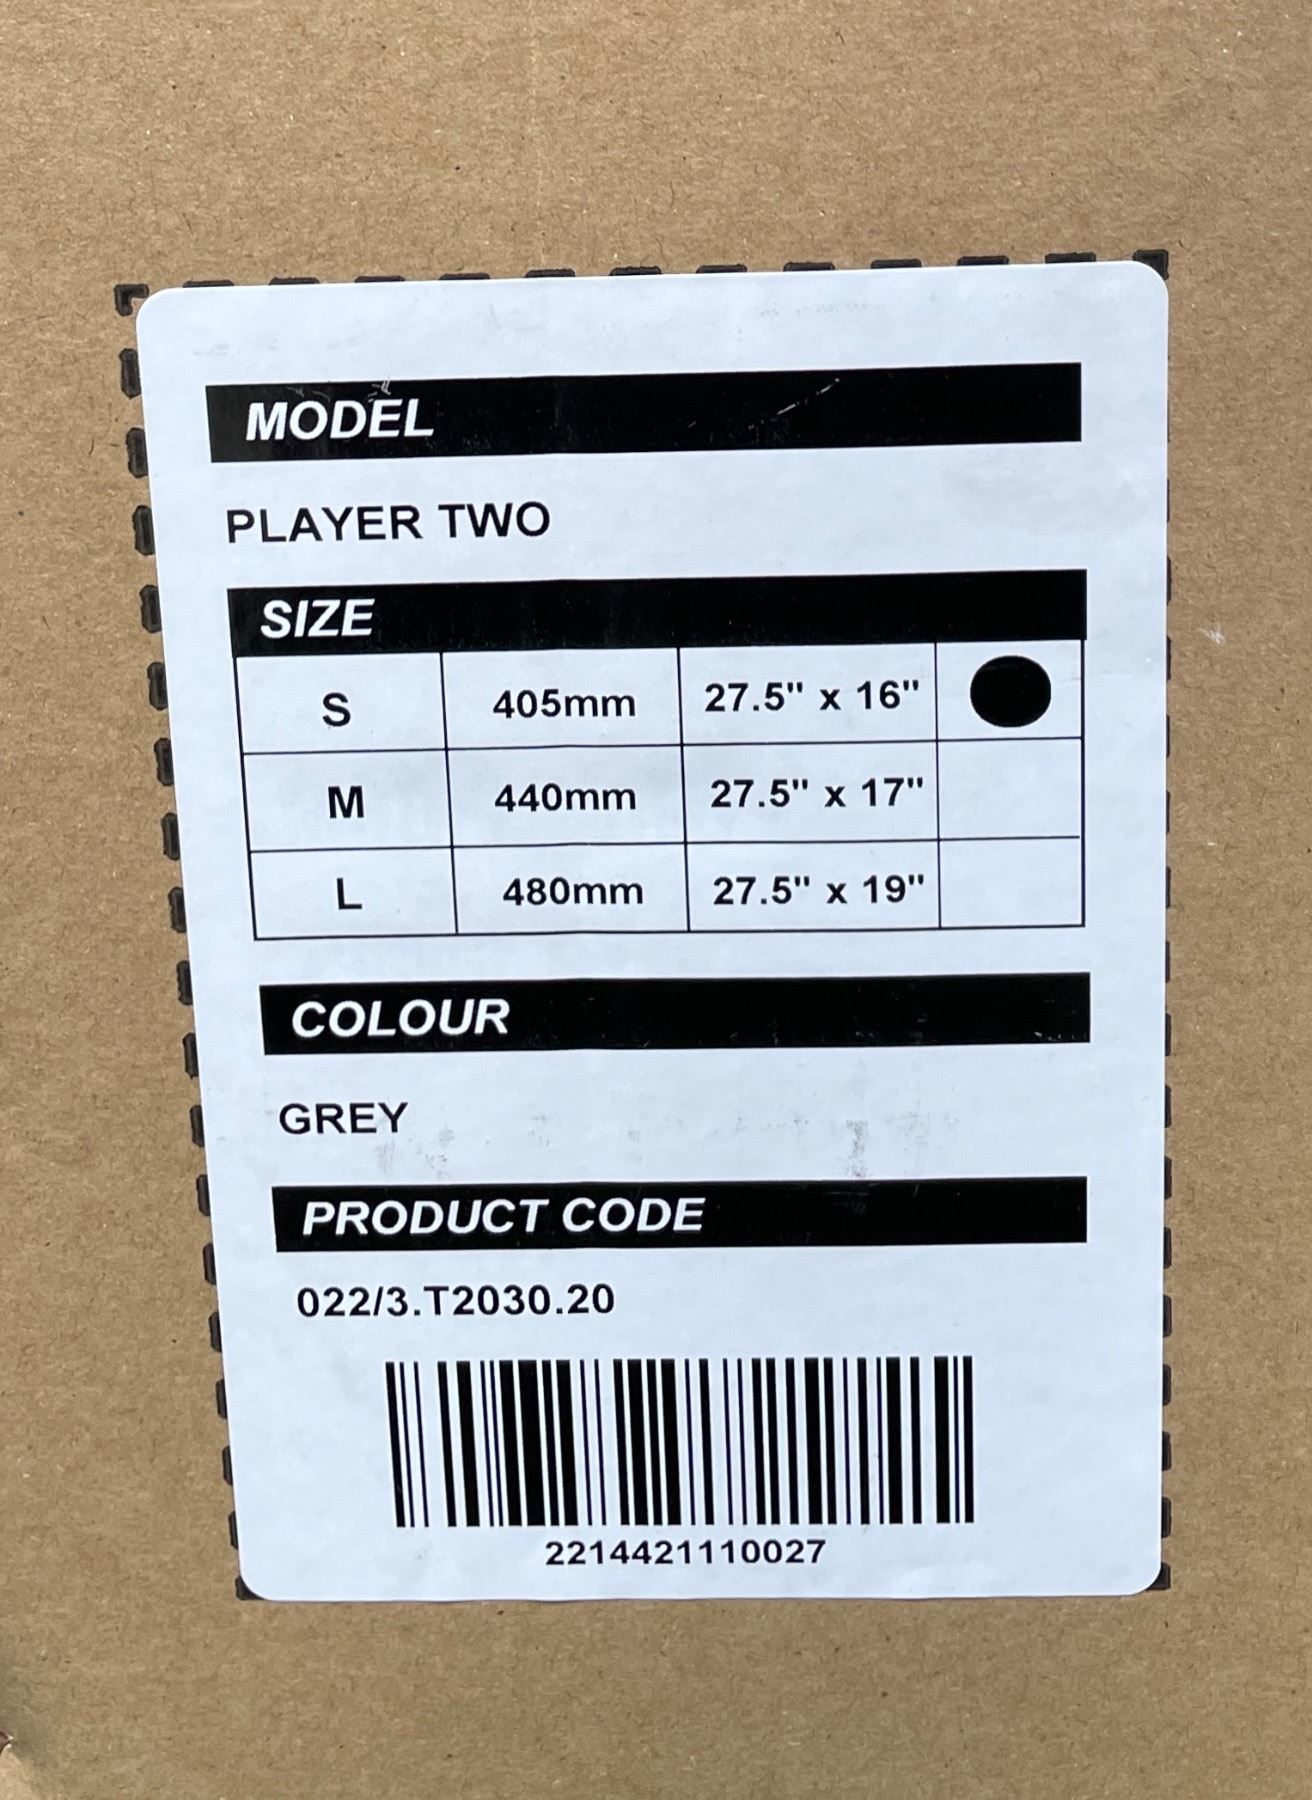 MODEL
PLAYER TWO
SIZE
S 405mm 27.5" x 16"
M 440mm 27.5" x 17"
L 480mm 27.5" x 19"
COLOUR
GREY
PRODUCT CODE
022/3.T2030.20
2214421110027